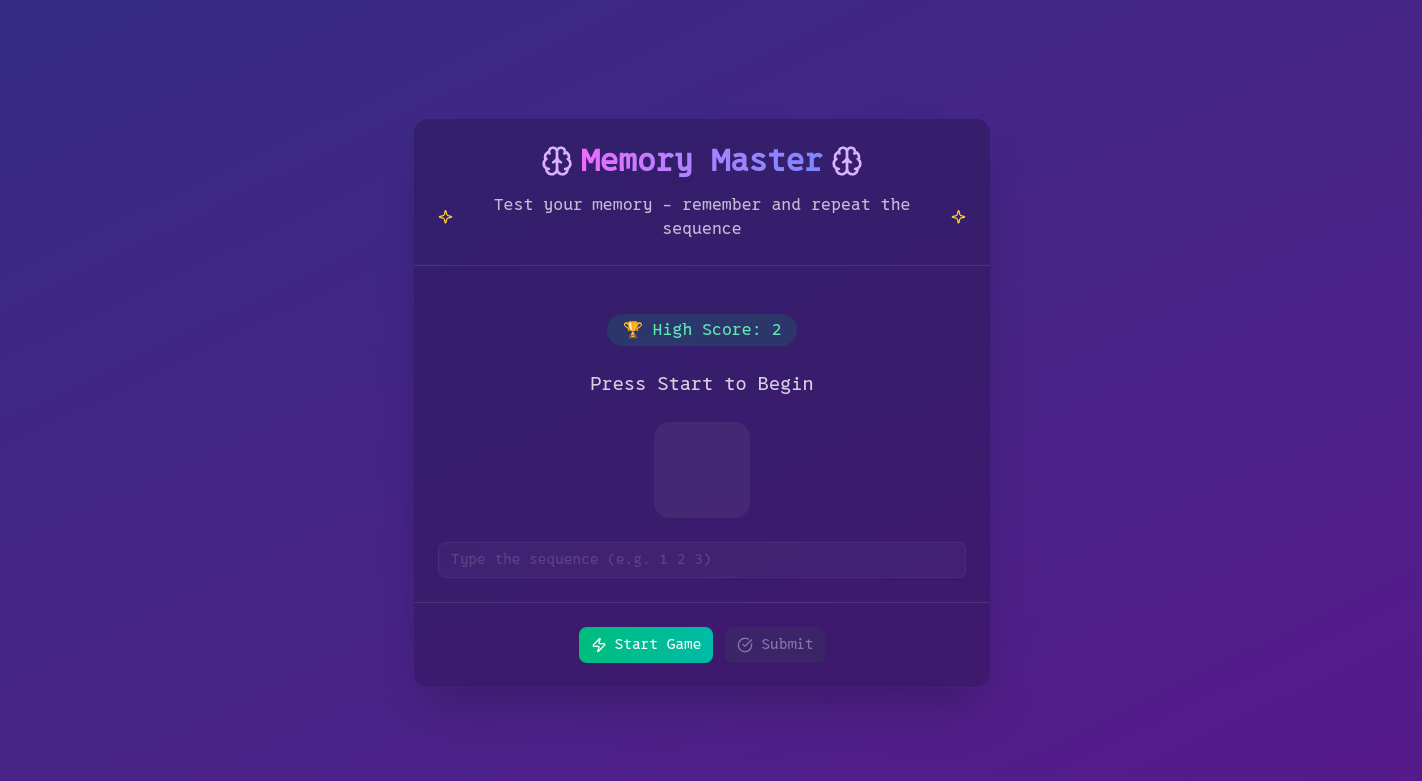 Memory Master
Test your memory - remember and repeat the
sequence
🏆 High Score: 2
Press Start to Begin
Type the sequence (e.g. 1 2 3)
Start Game Submit